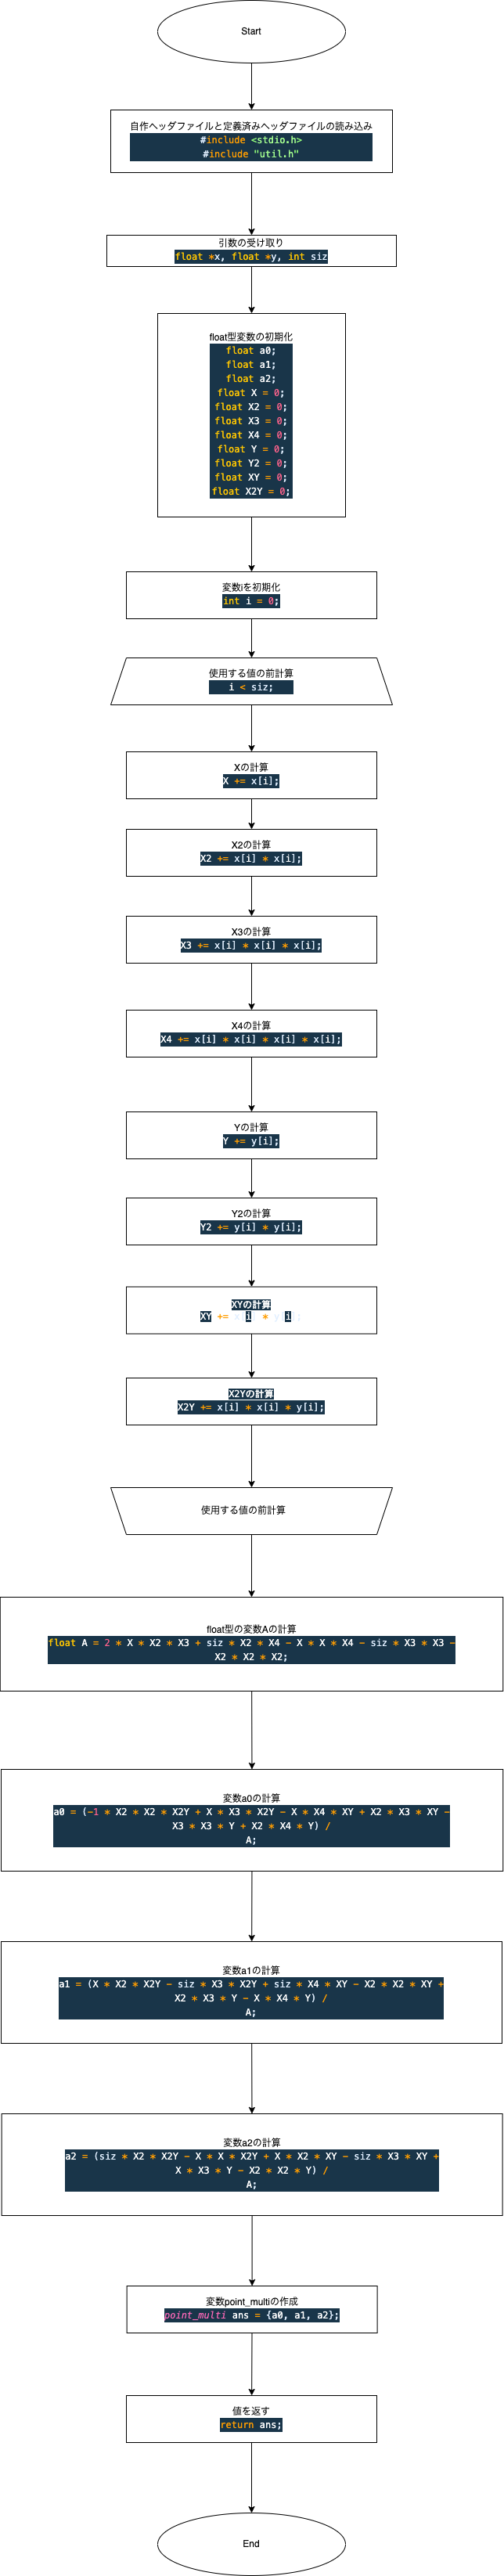 Start
自作ヘッダファイルと定義済みヘッダファイルの読み込み
#include <stdio.h>
#include "util.h"
引数の受け取り
float *x, float *y, int siz
float型変数の初期化
float a0;
float a1;
float a2;
float X = 0;
float X2 = 0;
float X3 = 0;
float X4 = 0;
float Y = 0;
float Y2 = 0;
float XY = 0;
float X2Y = 0;
変数iを初期化
int i = 0;
使用する値の前計算
i < siz;
Xの計算
X += x[i];
X2の計算
X2 += x[i] * x[i];
X3の計算
X3 += x[i] * x[i] * x[i];
X4の計算
X4 += x[i] * x[i] * x[i] * x[i];
Yの計算
Y += y[i];
Y2の計算
Y2 += y[i] * y[i];
XYの計算
XY += x[i] * y[i];
X2Yの計算
X2Y += x[i] * x[i] * y[i];
使用する値の前計算
float型の変数Aの計算
float A = 2 * X * X2 * X3 + siz * X2 * X4 - X * X * X4 - siz * X3 * X3 -
X2 * X2 * X2;
変数a0の計算
a0 = (-1 * X2 * X2 * X2Y + X * X3 * X2Y - X * X4 * XY + X2 * X3 * XY -
X3 * X3 * Y + X2 * X4 * Y) /
A;
変数a1の計算
a1 = (X * X2 * X2Y - siz * X3 * X2Y + siz * X4 * XY - X2 * X2 * XY +
X2 * X3 * Y - X * X4 * Y) /
A;
変数a2の計算
a2 = (siz * X2 * X2Y - X * X * X2Y + X * X2 * XY - siz * X3 * XY +
X * X3 * Y - X2 * X2 * Y) /
A;
変数point_multiの作成
point_multi ans = {a0, a1, a2};
値を返す
return ans;
End